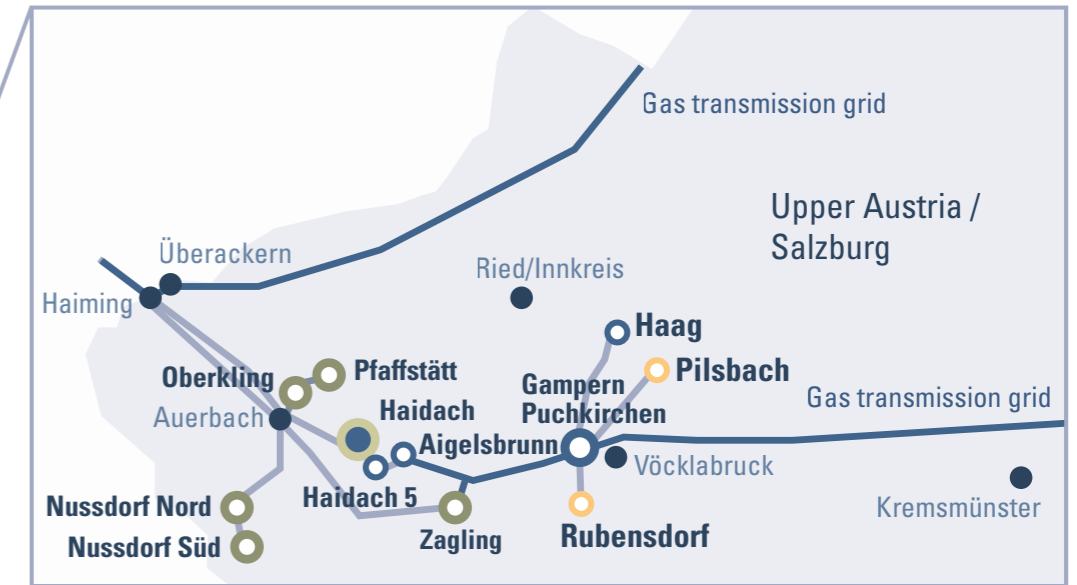 Gas transmission grid
Upper Austria /
Salzburg
Überackern
Ried/Innkreis
Haiming
Haag
Oberkling
Pfaffstätt
Pilsbach
Gampern
Puchkirchen
Gas transmission grid
Auerbach
Haidach
Aigelsbrunn
Vöcklabruck
Haidach 5
Kremsmünster
Nussdorf Nord
Zagling
Rubensdorf
Nussdorf Süd